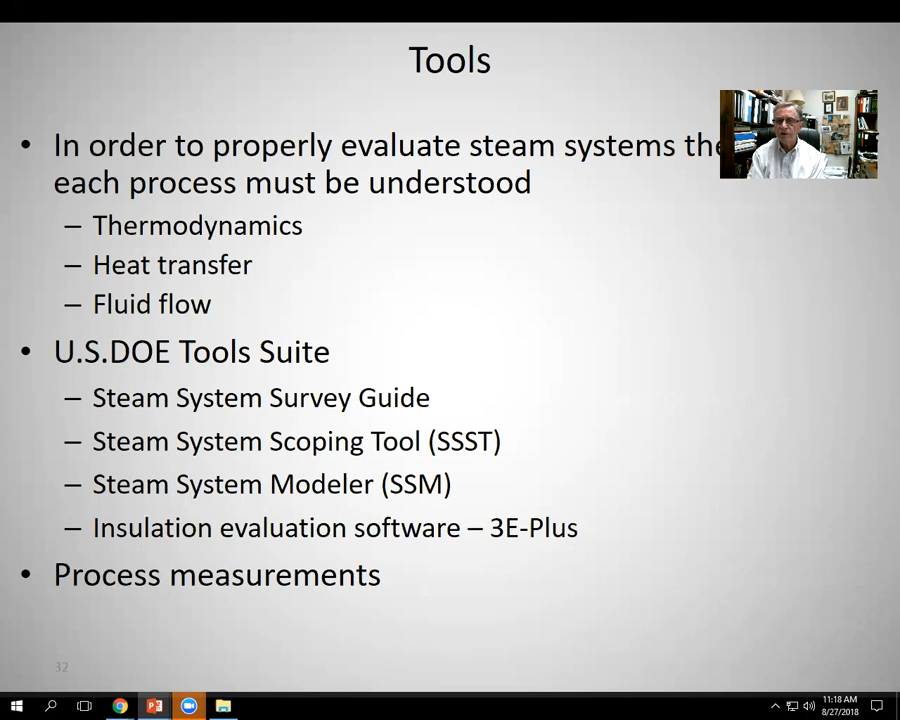 Tools
• In order to properly evaluate steam systems
each process must be understood
– Thermodynamics
– Heat transfer
– Fluid flow
• U.S.DOE Tools Suite
– Steam System Survey Guide
– Steam System Scoping Tool (SSST)
– Steam System Modeler (SSM)
– Insulation evaluation software – 3E-Plus
• Process measurements
32
11:18 AM
8/27/2018